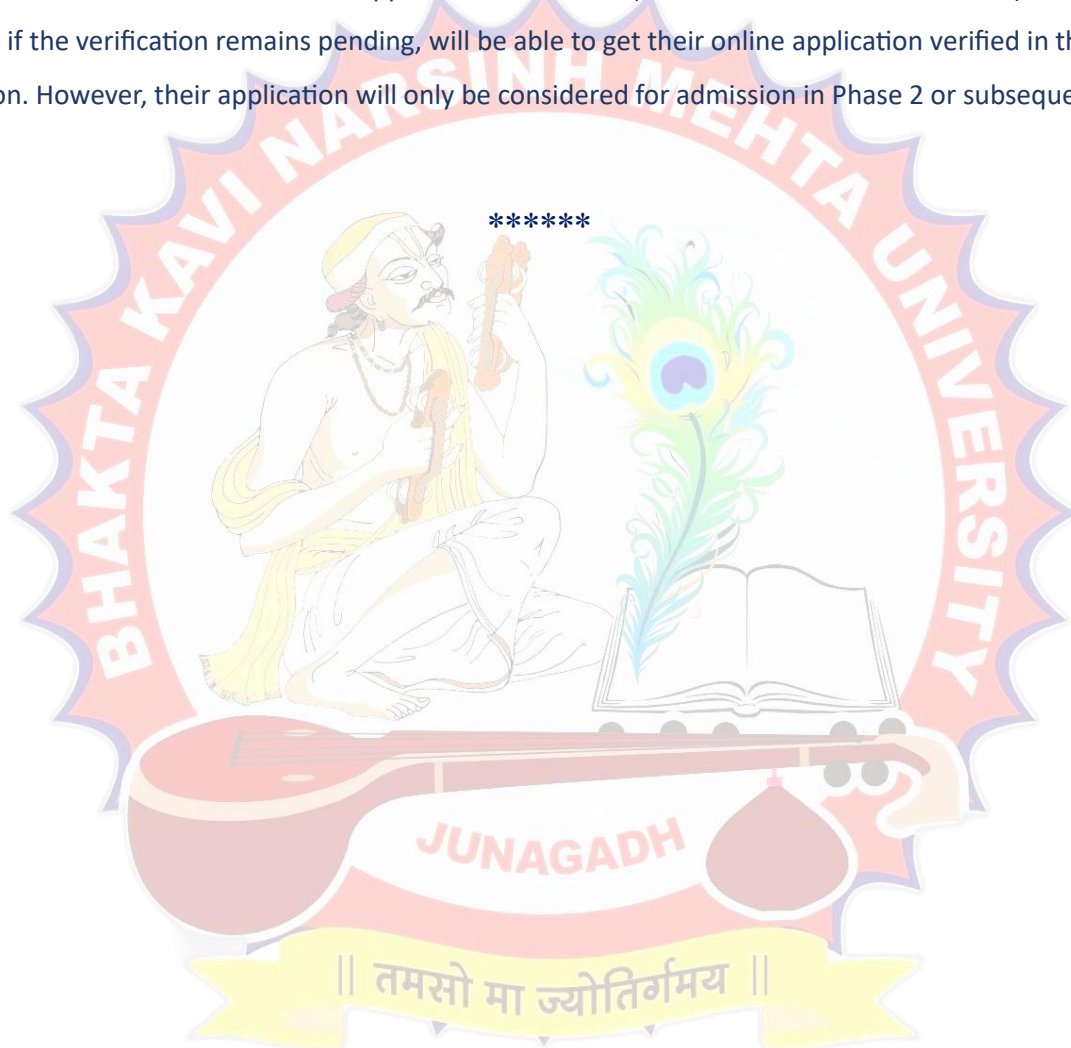 if the verification remains pending, will be able to get their online application verified in th
on. However, their application will only be considered for admission in Phase 2 or subseque
******
BHAKTA KAVI NARSINH MEHTA UNIVERSITY
JUNAGADH
|| तमसो मा ज्योतिर्गमय ||